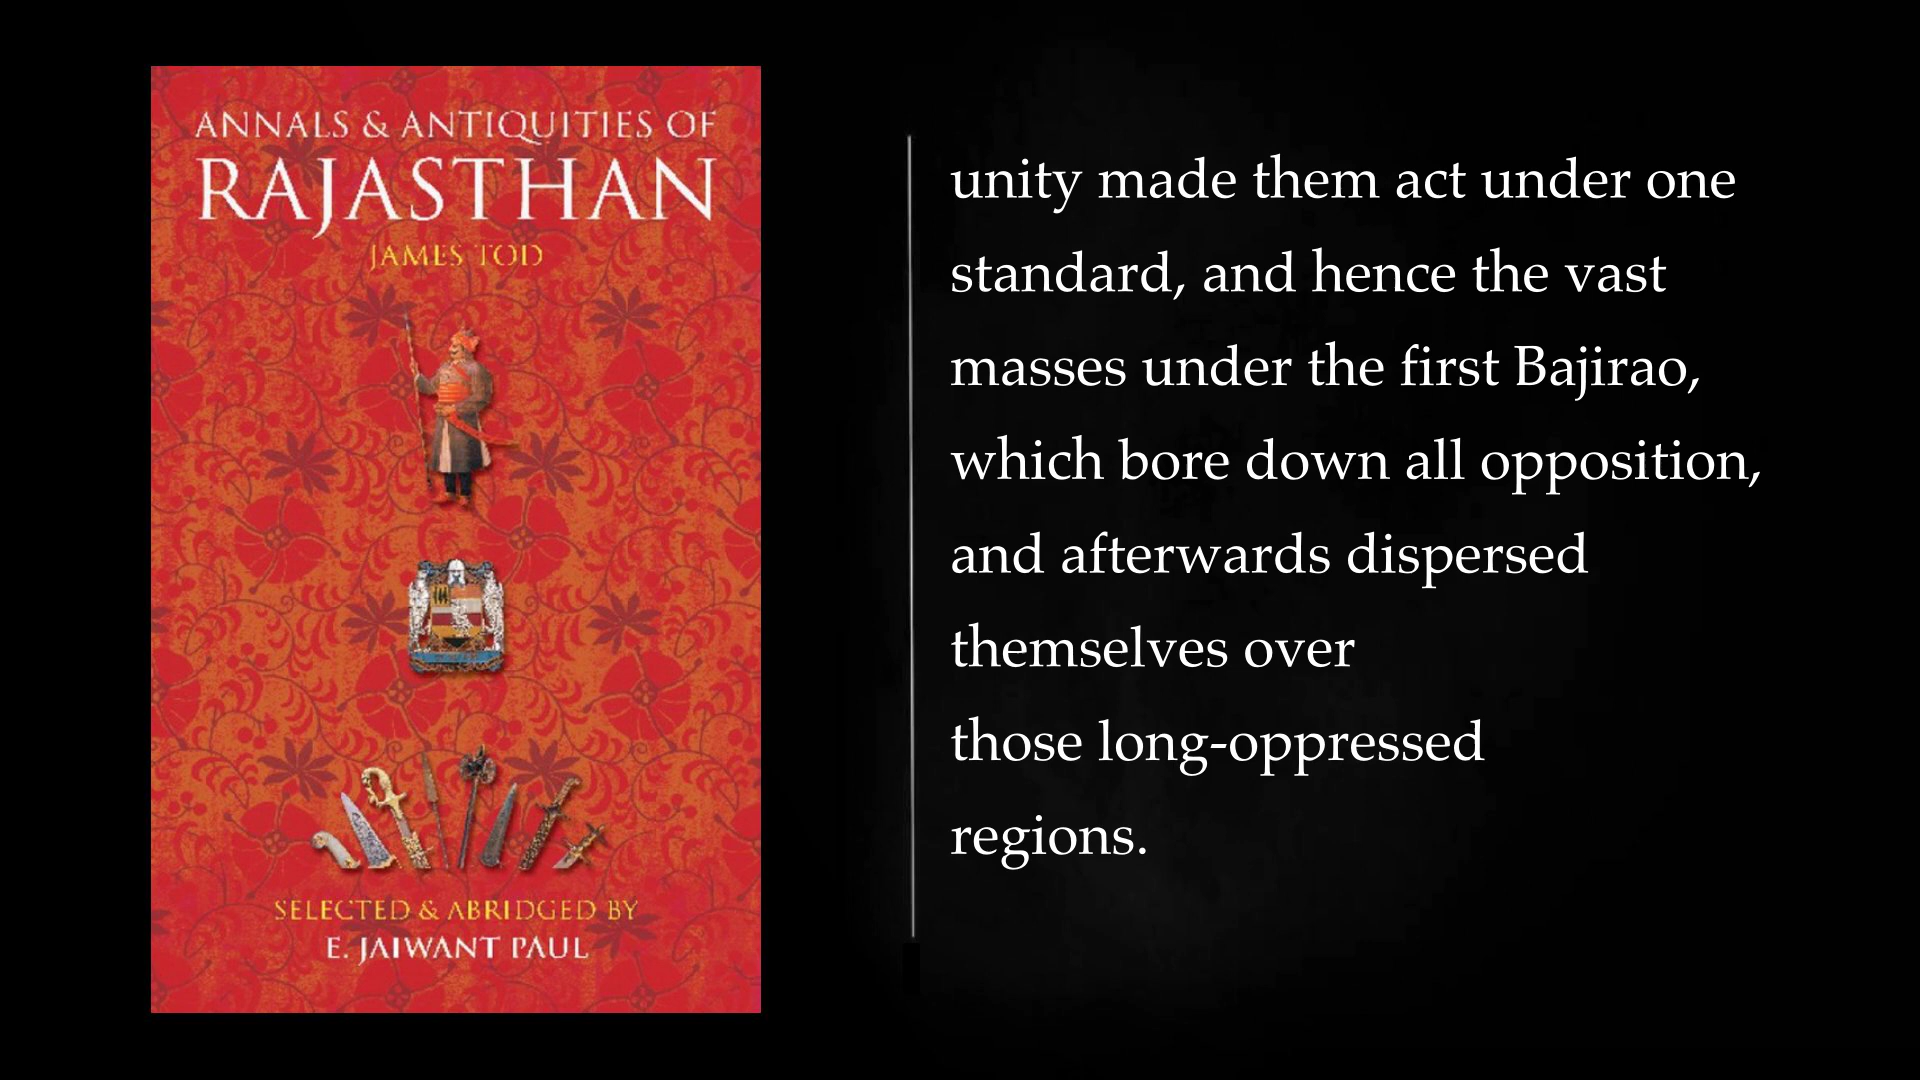 ANNALS & ANTIQUITIES OF
RAJASTHAN
JAMES TOD
SELECTED & ABRIDGED BY
E. JAIWANT PAUL
unity made them act under one
standard, and hence the vast
masses under the first Bajirao,
which bore down all opposition,
and afterwards dispersed
themselves over
those long-oppressed
regions.